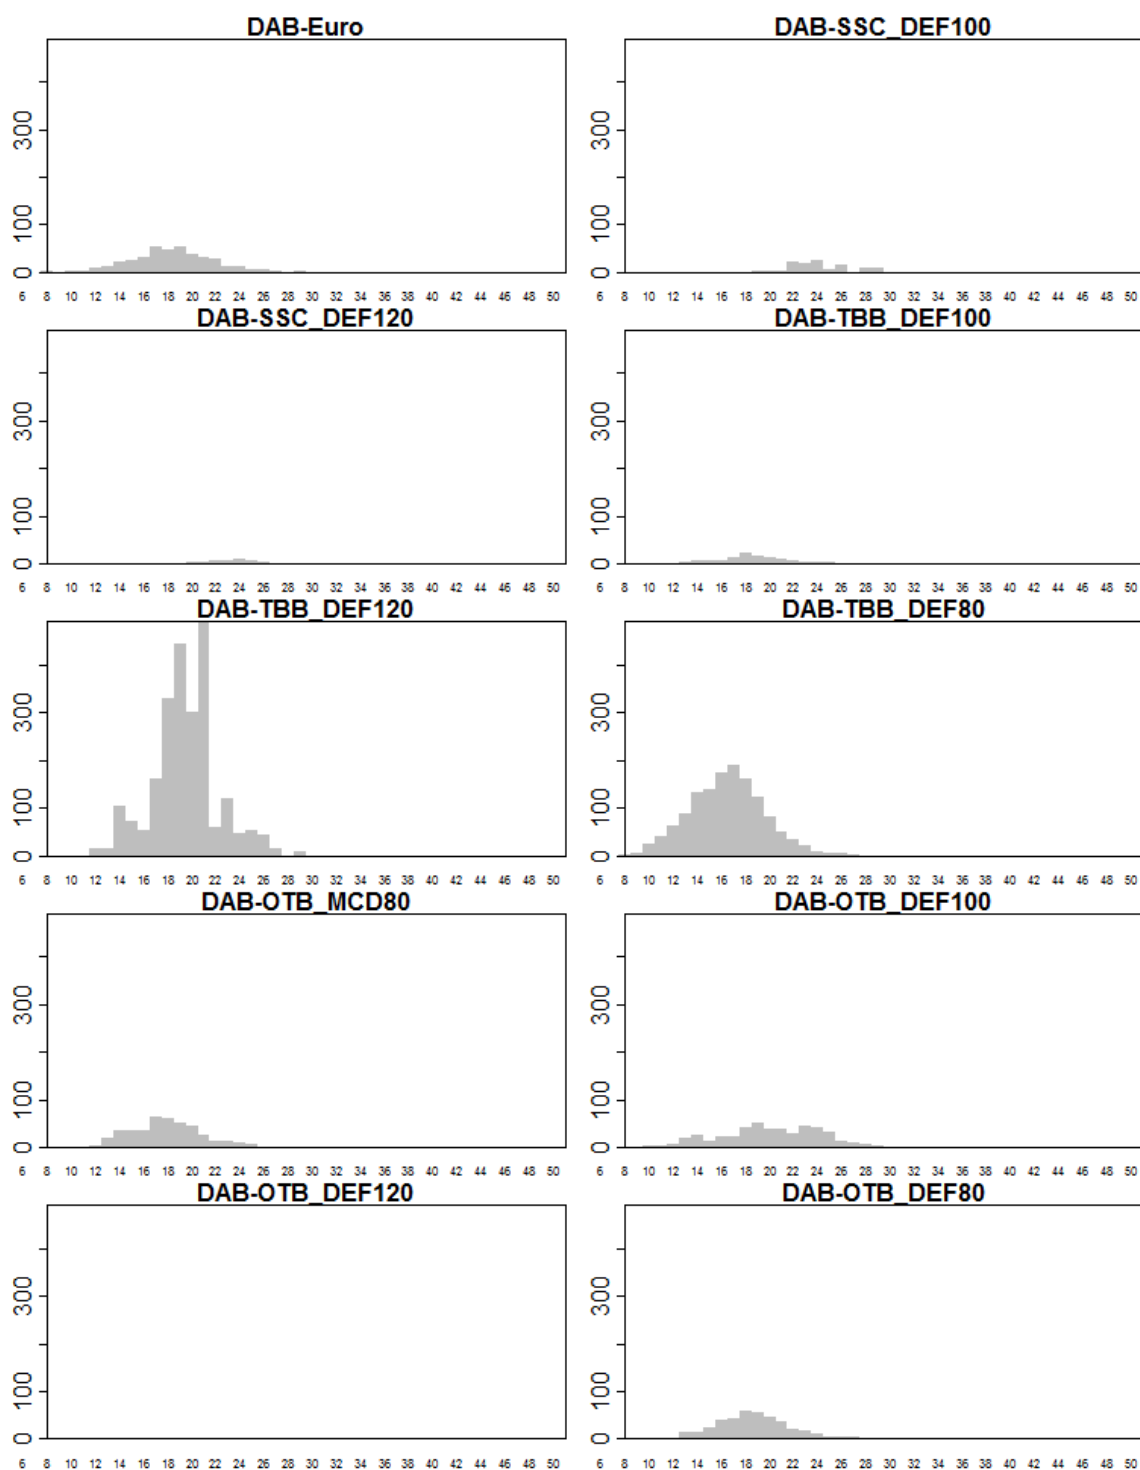 DAB-Euro DAB-SSC_DEF100
300 300
100 100
0 0
6 8 10 12 14 16 18 20 22 24 26 28 30 32 34 36 38 40 42 44 46 48 50 6 8 10 12 14 16 18 20 22 24 26 28 30 32 34 36 38 40 42 44 46 48 50
DAB-SSC_DEF120 DAB-TBB_DEF100
300 300
100 100
0 0
6 8 10 12 14 16 18 20 22 24 26 28 30 32 34 36 38 40 42 44 46 48 50 6 8 10 12 14 16 18 20 22 24 26 28 30 32 34 36 38 40 42 44 46 48 50
DAB-TBB_DEF120 DAB-TBB_DEF80
300 300
100 100
0 0
6 8 10 12 14 16 18 20 22 24 26 28 30 32 34 36 38 40 42 44 46 48 50 6 8 10 12 14 16 18 20 22 24 26 28 30 32 34 36 38 40 42 44 46 48 50
DAB-OTB_MCD80 DAB-OTB_DEF100
300 300
100 100
0 0
6 8 10 12 14 16 18 20 22 24 26 28 30 32 34 36 38 40 42 44 46 48 50 6 8 10 12 14 16 18 20 22 24 26 28 30 32 34 36 38 40 42 44 46 48 50
DAB-OTB_DEF120 DAB-OTB_DEF80
300 300
100 100
0 0
6 8 10 12 14 16 18 20 22 24 26 28 30 32 34 36 38 40 42 44 46 48 50 6 8 10 12 14 16 18 20 22 24 26 28 30 32 34 36 38 40 42 44 46 48 50